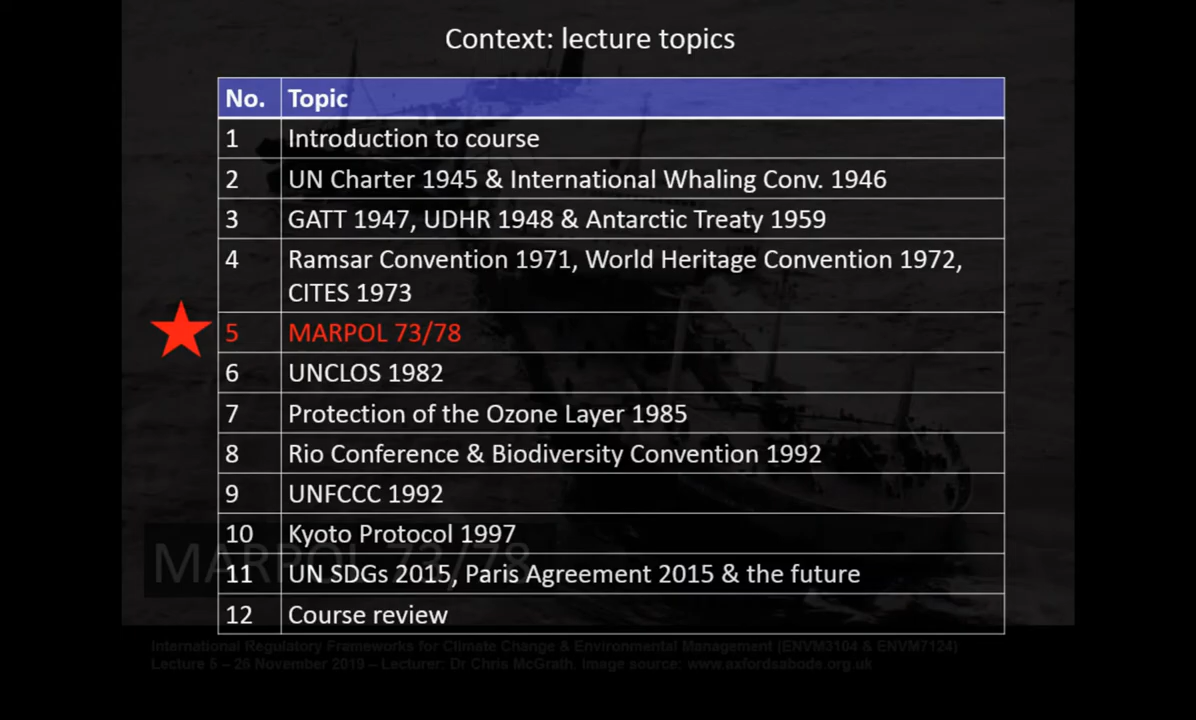 Context: lecture topics
No. Topic
1 Introduction to course
2 UN Charter 1945 & International Whaling Conv. 1946
3 GATT 1947, UDHR 1948 & Antarctic Treaty 1959
4 Ramsar Convention 1971, World Heritage Convention 1972,
CITES 1973
5 MARPOL 73/78
6 UNCLOS 1982
7 Protection of the Ozone Layer 1985
8 Rio Conference & Biodiversity Convention 1992
9 UNFCCC 1992
10 Kyoto Protocol 1997
MARPOL 73/78
11 UN SDGs 2015, Paris Agreement 2015 & the future
12 Course review
International Regulatory Frameworks for Climate Change & Environmental Management (ENVM3104 & ENVM7124)
Lecture 5 – 26 November 2019 – Lecturer: Dr Chris McGrath, Image source: www.axfordsabode.org.uk